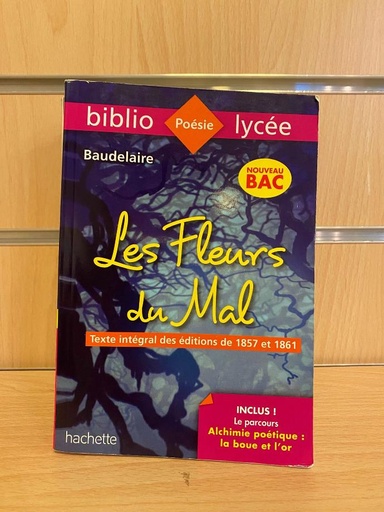 biblio Poésie lycée
Baudelaire
NOUVEAU
BAC
Les Fleurs
du Mal
Texte intégral des éditions de 1857 et 1861
INCLUS !
Le parcours
Alchimie poétique :
la boue et l'or
hachette